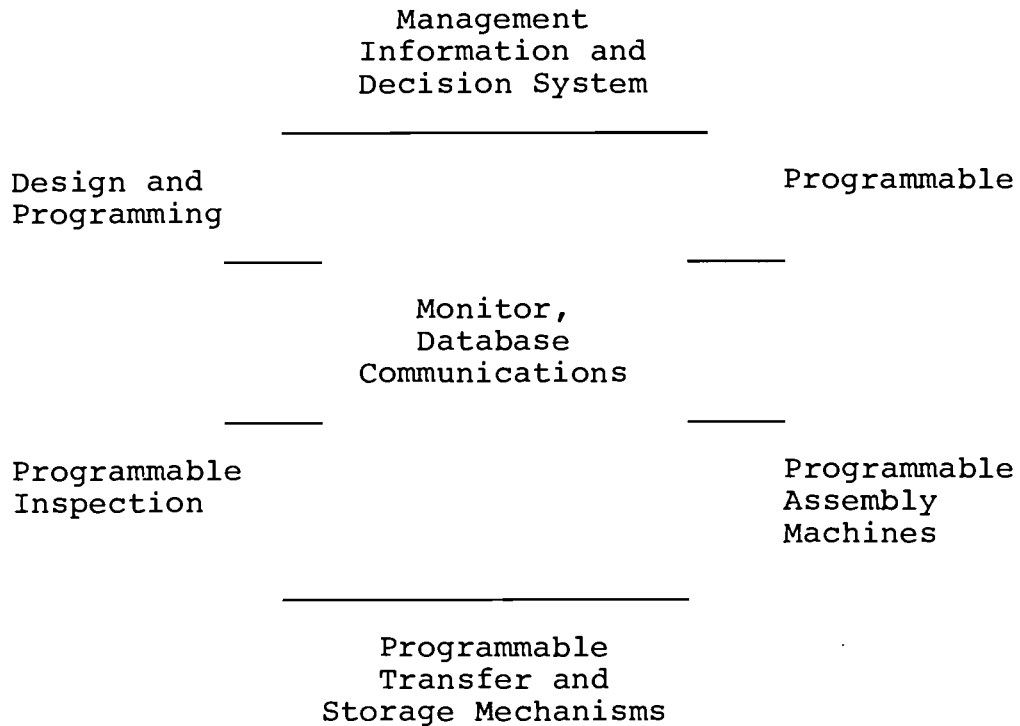 Management
Information and
Decision System
Design and
Programming
Programmable
Monitor,
Database
Communications
Programmable
Inspection
Programmable
Assembly
Machines
Programmable
Transfer and
Storage Mechanisms